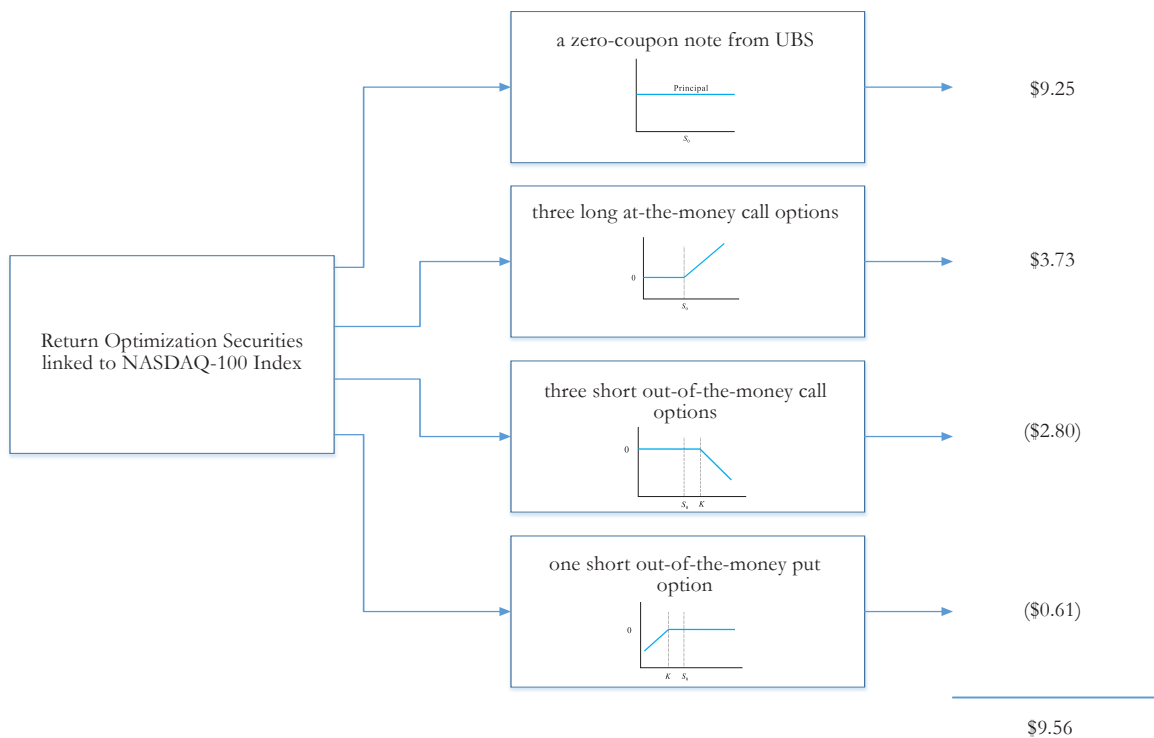 a zero-coupon note from UBS
Principal
S₀
$9.25
three long at-the-money call options
0
S₀
$3.73
Return Optimization Securities
linked to NASDAQ-100 Index
three short out-of-the-money call
options
0
S₀ K
($2.80)
one short out-of-the-money put
option
0
K S₀
($0.61)
$9.56